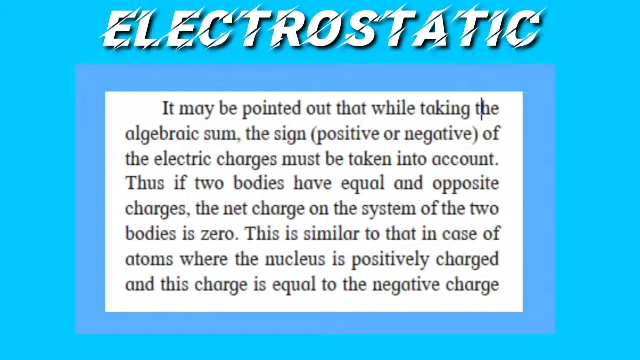 ELECTROSTATIC
It may be pointed out that while taking the
algebraic sum, the sign (positive or negative) of
the electric charges must be taken into account.
Thus if two bodies have equal and opposite
charges, the net charge on the system of the two
bodies is zero. This is similar to that in case of
atoms where the nucleus is positively charged
and this charge is equal to the negative charge